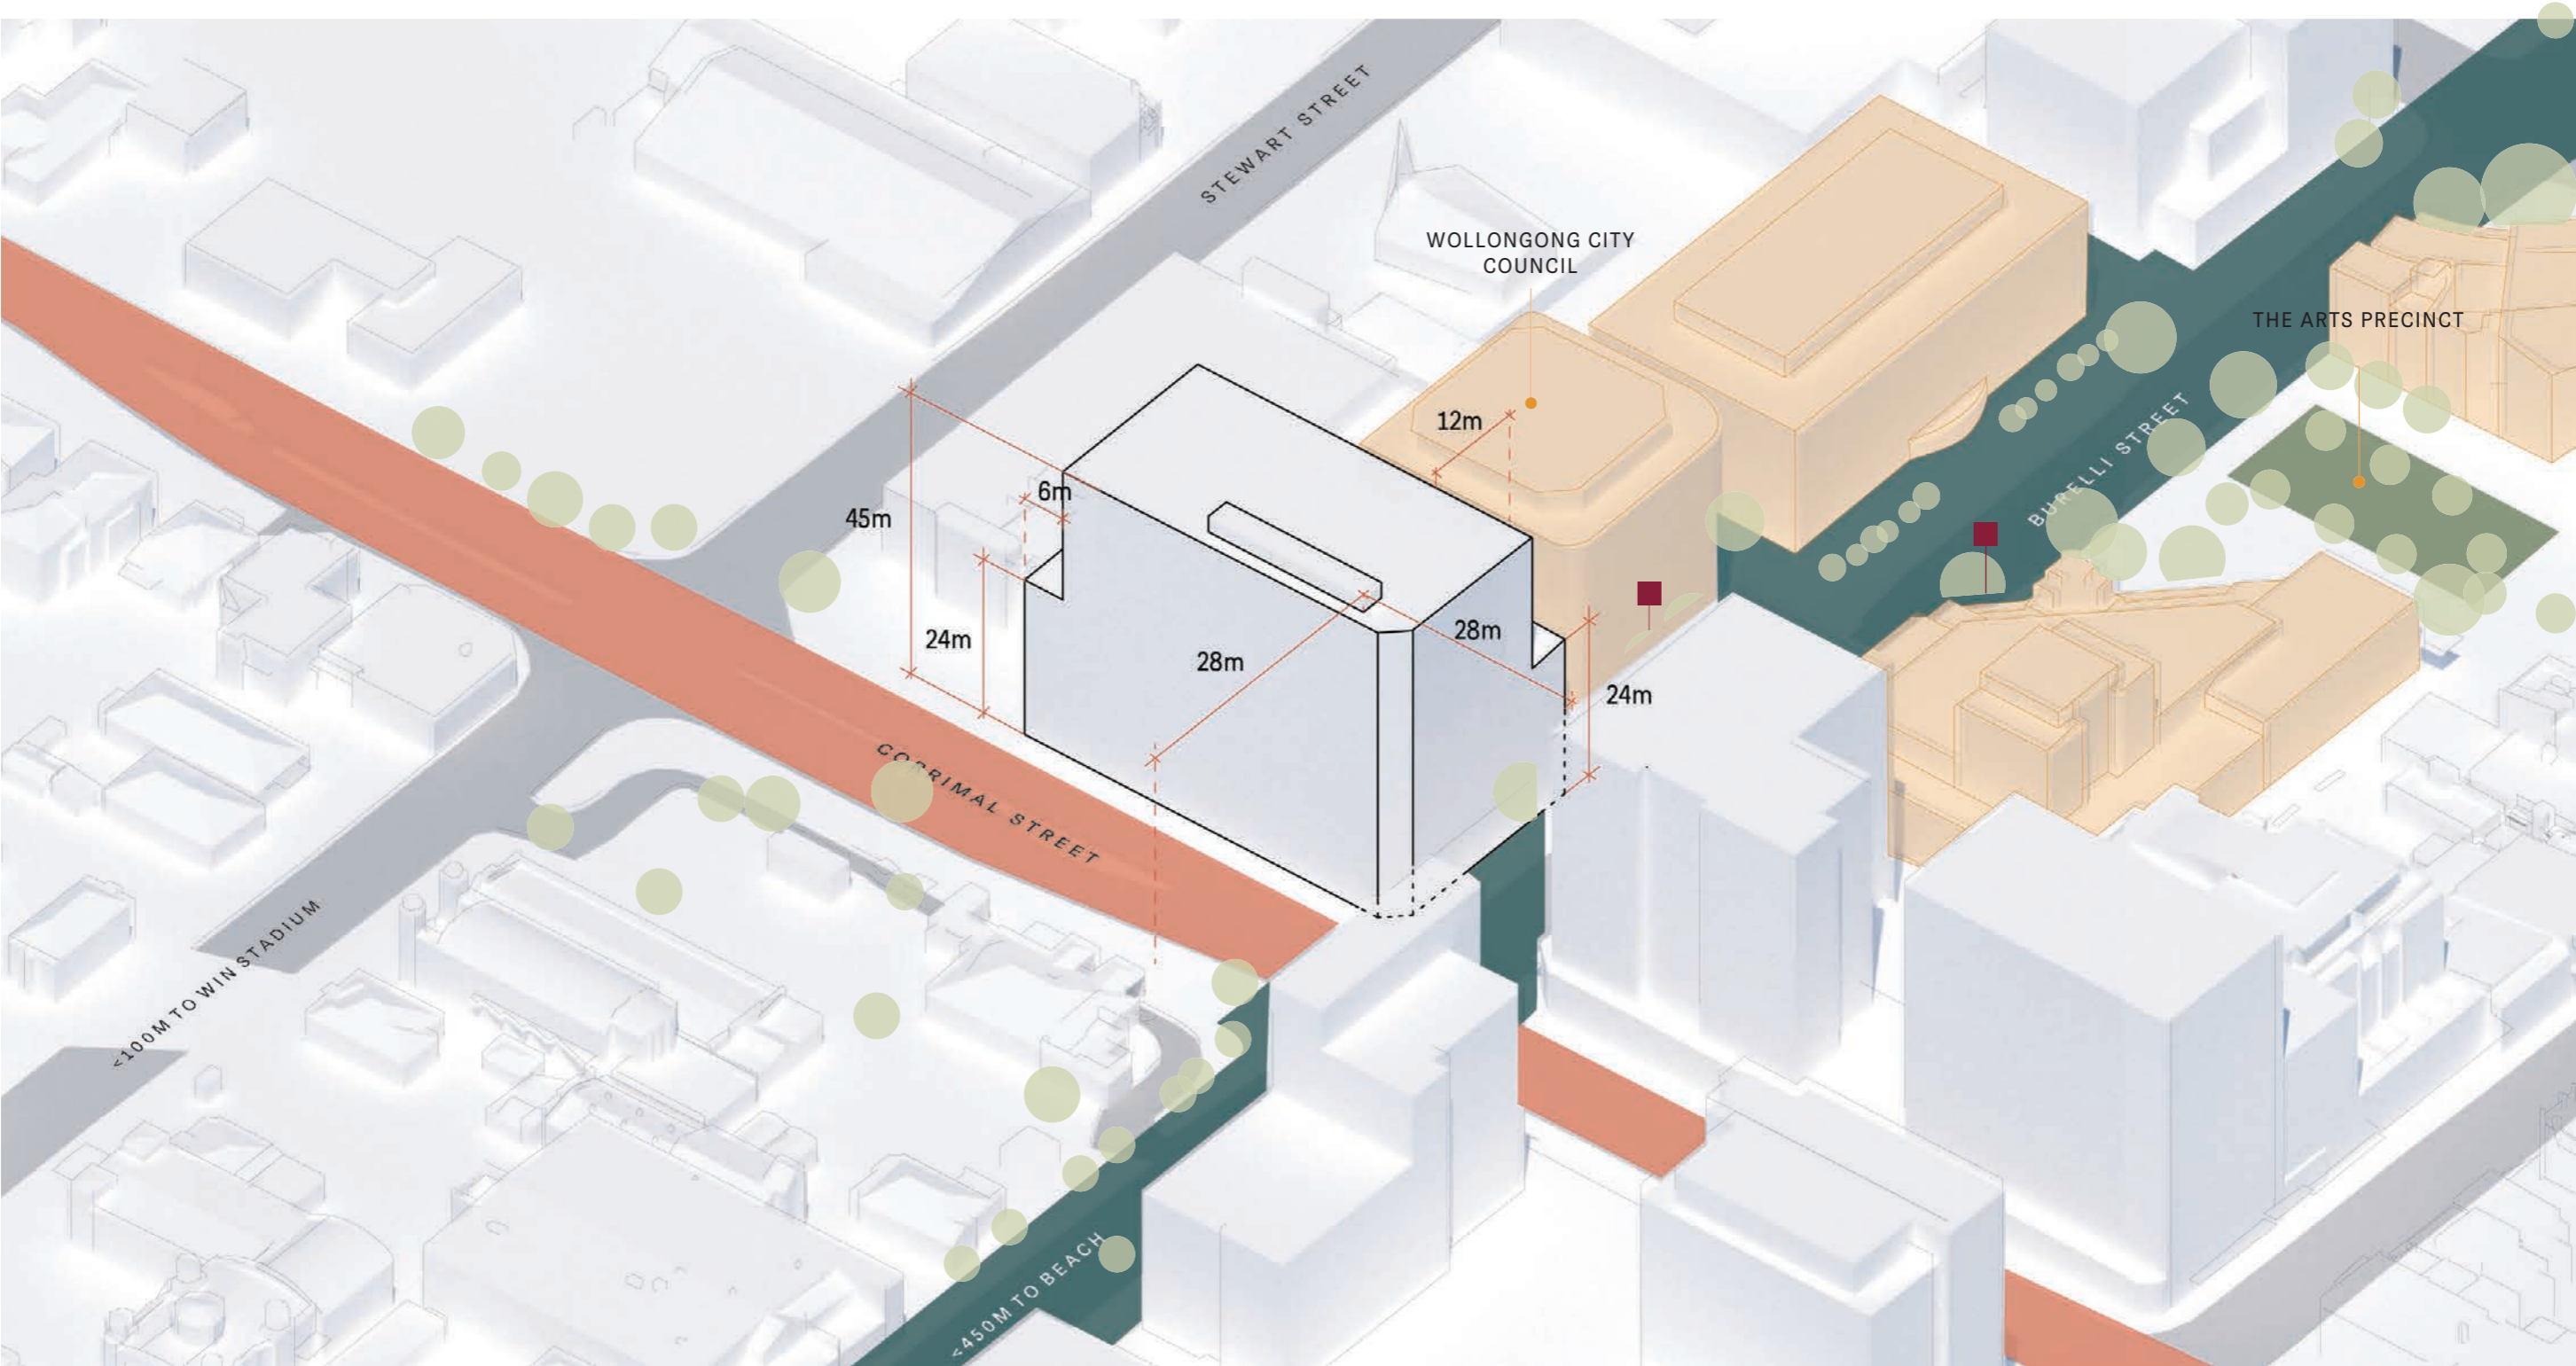 STEWART STREET
WOLLONGONG CITY
COUNCIL
THE ARTS PRECINCT
12m
BURELLI STREET
6m
45m
24m
28m
28m
24m
CORRIMAL STREET
<100M TO WIN STADIUM
<450M TO BEACH